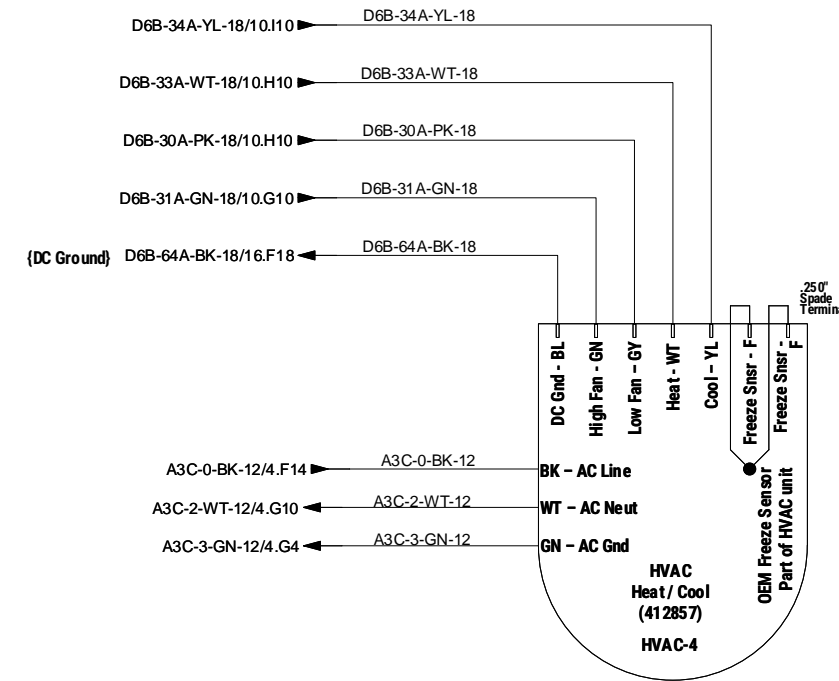 D6B-34A-YL-18/10.I10 D6B-34A-YL-18
D6B-33A-WT-18/10.H10 D6B-33A-WT-18
D6B-30A-PK-18/10.H10 D6B-30A-PK-18
D6B-31A-GN-18/10.G10 D6B-31A-GN-18
{DC Ground} D6B-64A-BK-18/16.F18 D6B-64A-BK-18
.250"
Spade
Termin
DC Gnd - BL
High Fan - GN
Low Fan – GY
Heat - WT
Cool – YL
Freeze Snsr - F
Freeze Snsr -
F
A3C-0-BK-12/4.F14 A3C-0-BK-12 BK – AC Line
A3C-2-WT-12/4.G10 A3C-2-WT-12 WT – AC Neut
A3C-3-GN-12/4.G4 A3C-3-GN-12 GN – AC Gnd
OEM Freeze Sensor
Part of HVAC unit
HVAC
Heat / Cool
(412857)
HVAC-4